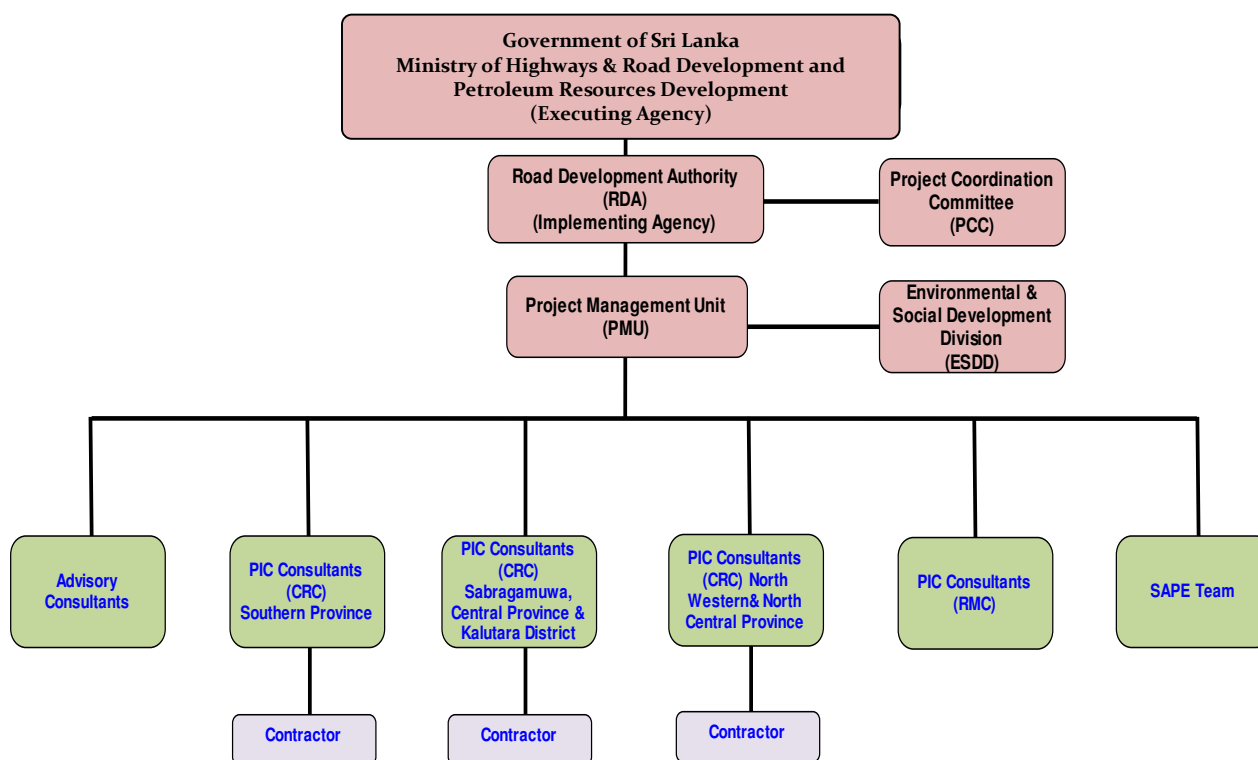 Government of Sri Lanka
Ministry of Highways & Road Development and
Petroleum Resources Development
(Executing Agency)
Road Development Authority
(RDA)
(Implementing Agency)
Project Coordination
Committee
(PCC)
Project Management Unit
(PMU)
Environmental &
Social Development
Division
(ESDD)
Advisory
Consultants
PIC Consultants
(CRC)
Southern Province
PIC Consultants
(CRC)
Sabragamuwa,
Central Province &
Kalutara District
PIC Consultants
(CRC) North
Western& North
Central Province
PIC Consultants
(RMC)
SAPE Team
Contractor
Contractor
Contractor